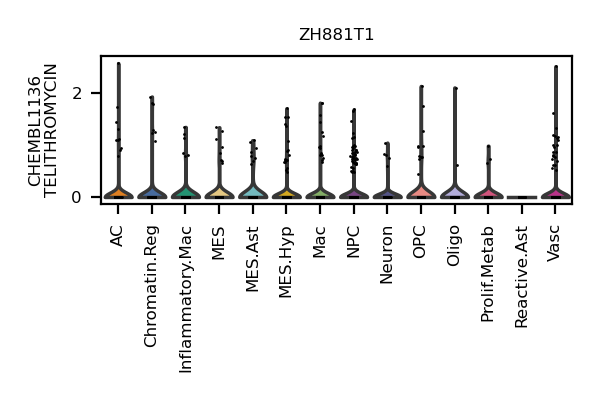 ZH881T1
CHEMBL1136
TELITHROMYCIN
2
0
AC
Chromatin.Reg
Inflammatory.Mac
MES
MES.Ast
MES.Hyp
Mac
NPC
Neuron
OPC
Oligo
Prolif.Metab
Reactive.Ast
Vasc